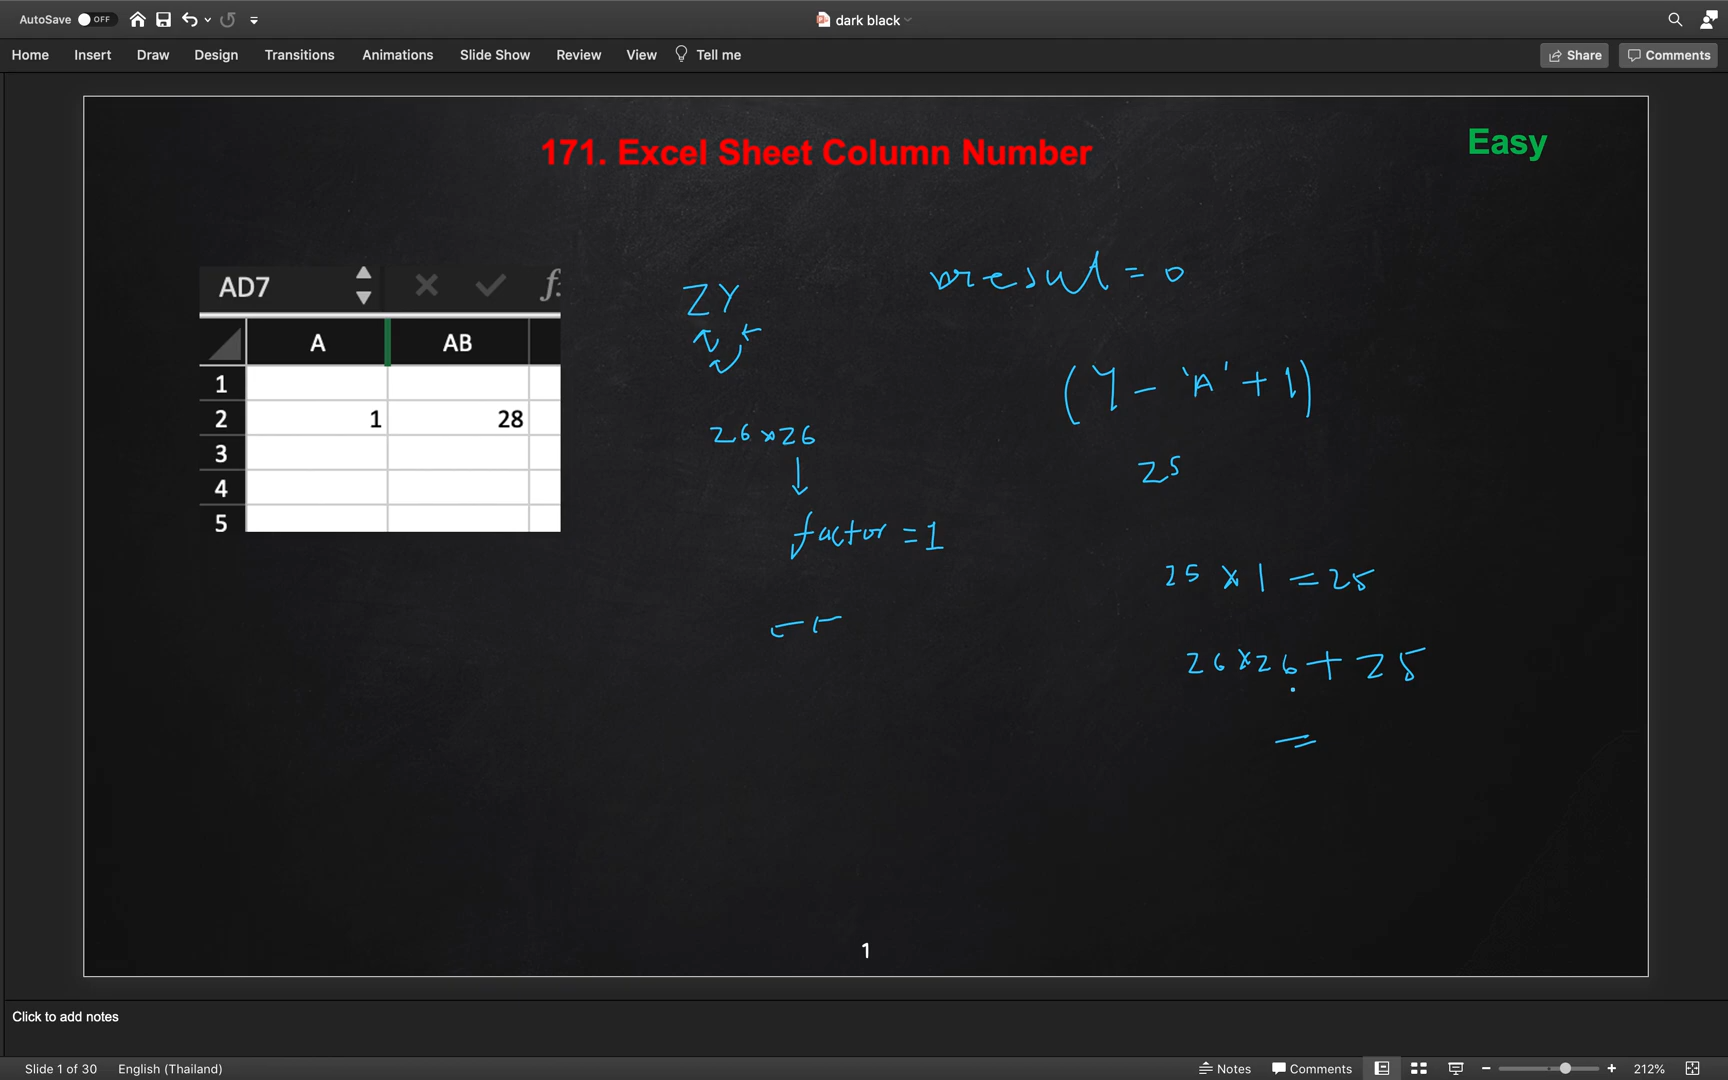 AutoSave OFF
dark black
Home Insert Draw Design Transitions Animations Slide Show Review View Tell me
Share Comments
171. Excel Sheet Column Number
Easy
AD7
A AB
1
2 1 28
3
4
5
ZY
26 × 26
factor = 1
result = 0
(Y - 'A' + 1)
25
25 × 1 = 25
26 × 26 + 25
=
1
Click to add notes
Slide 1 of 30 English (Thailand)
Notes Comments 212%